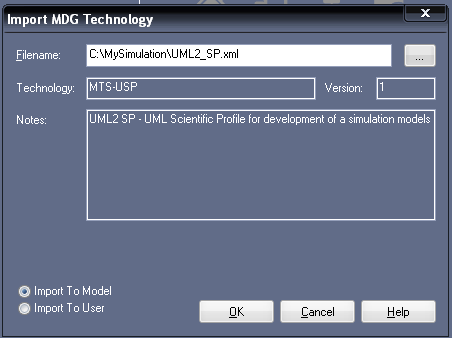 Import MDG Technology
X
Filename: C:\MySimulation\UML2_SP.xml ...
Technology: MTS-USP Version: 1
Notes: UML2 SP - UML Scientific Profile for development of a simulation models
Import To Model
Import To User
OK Cancel Help